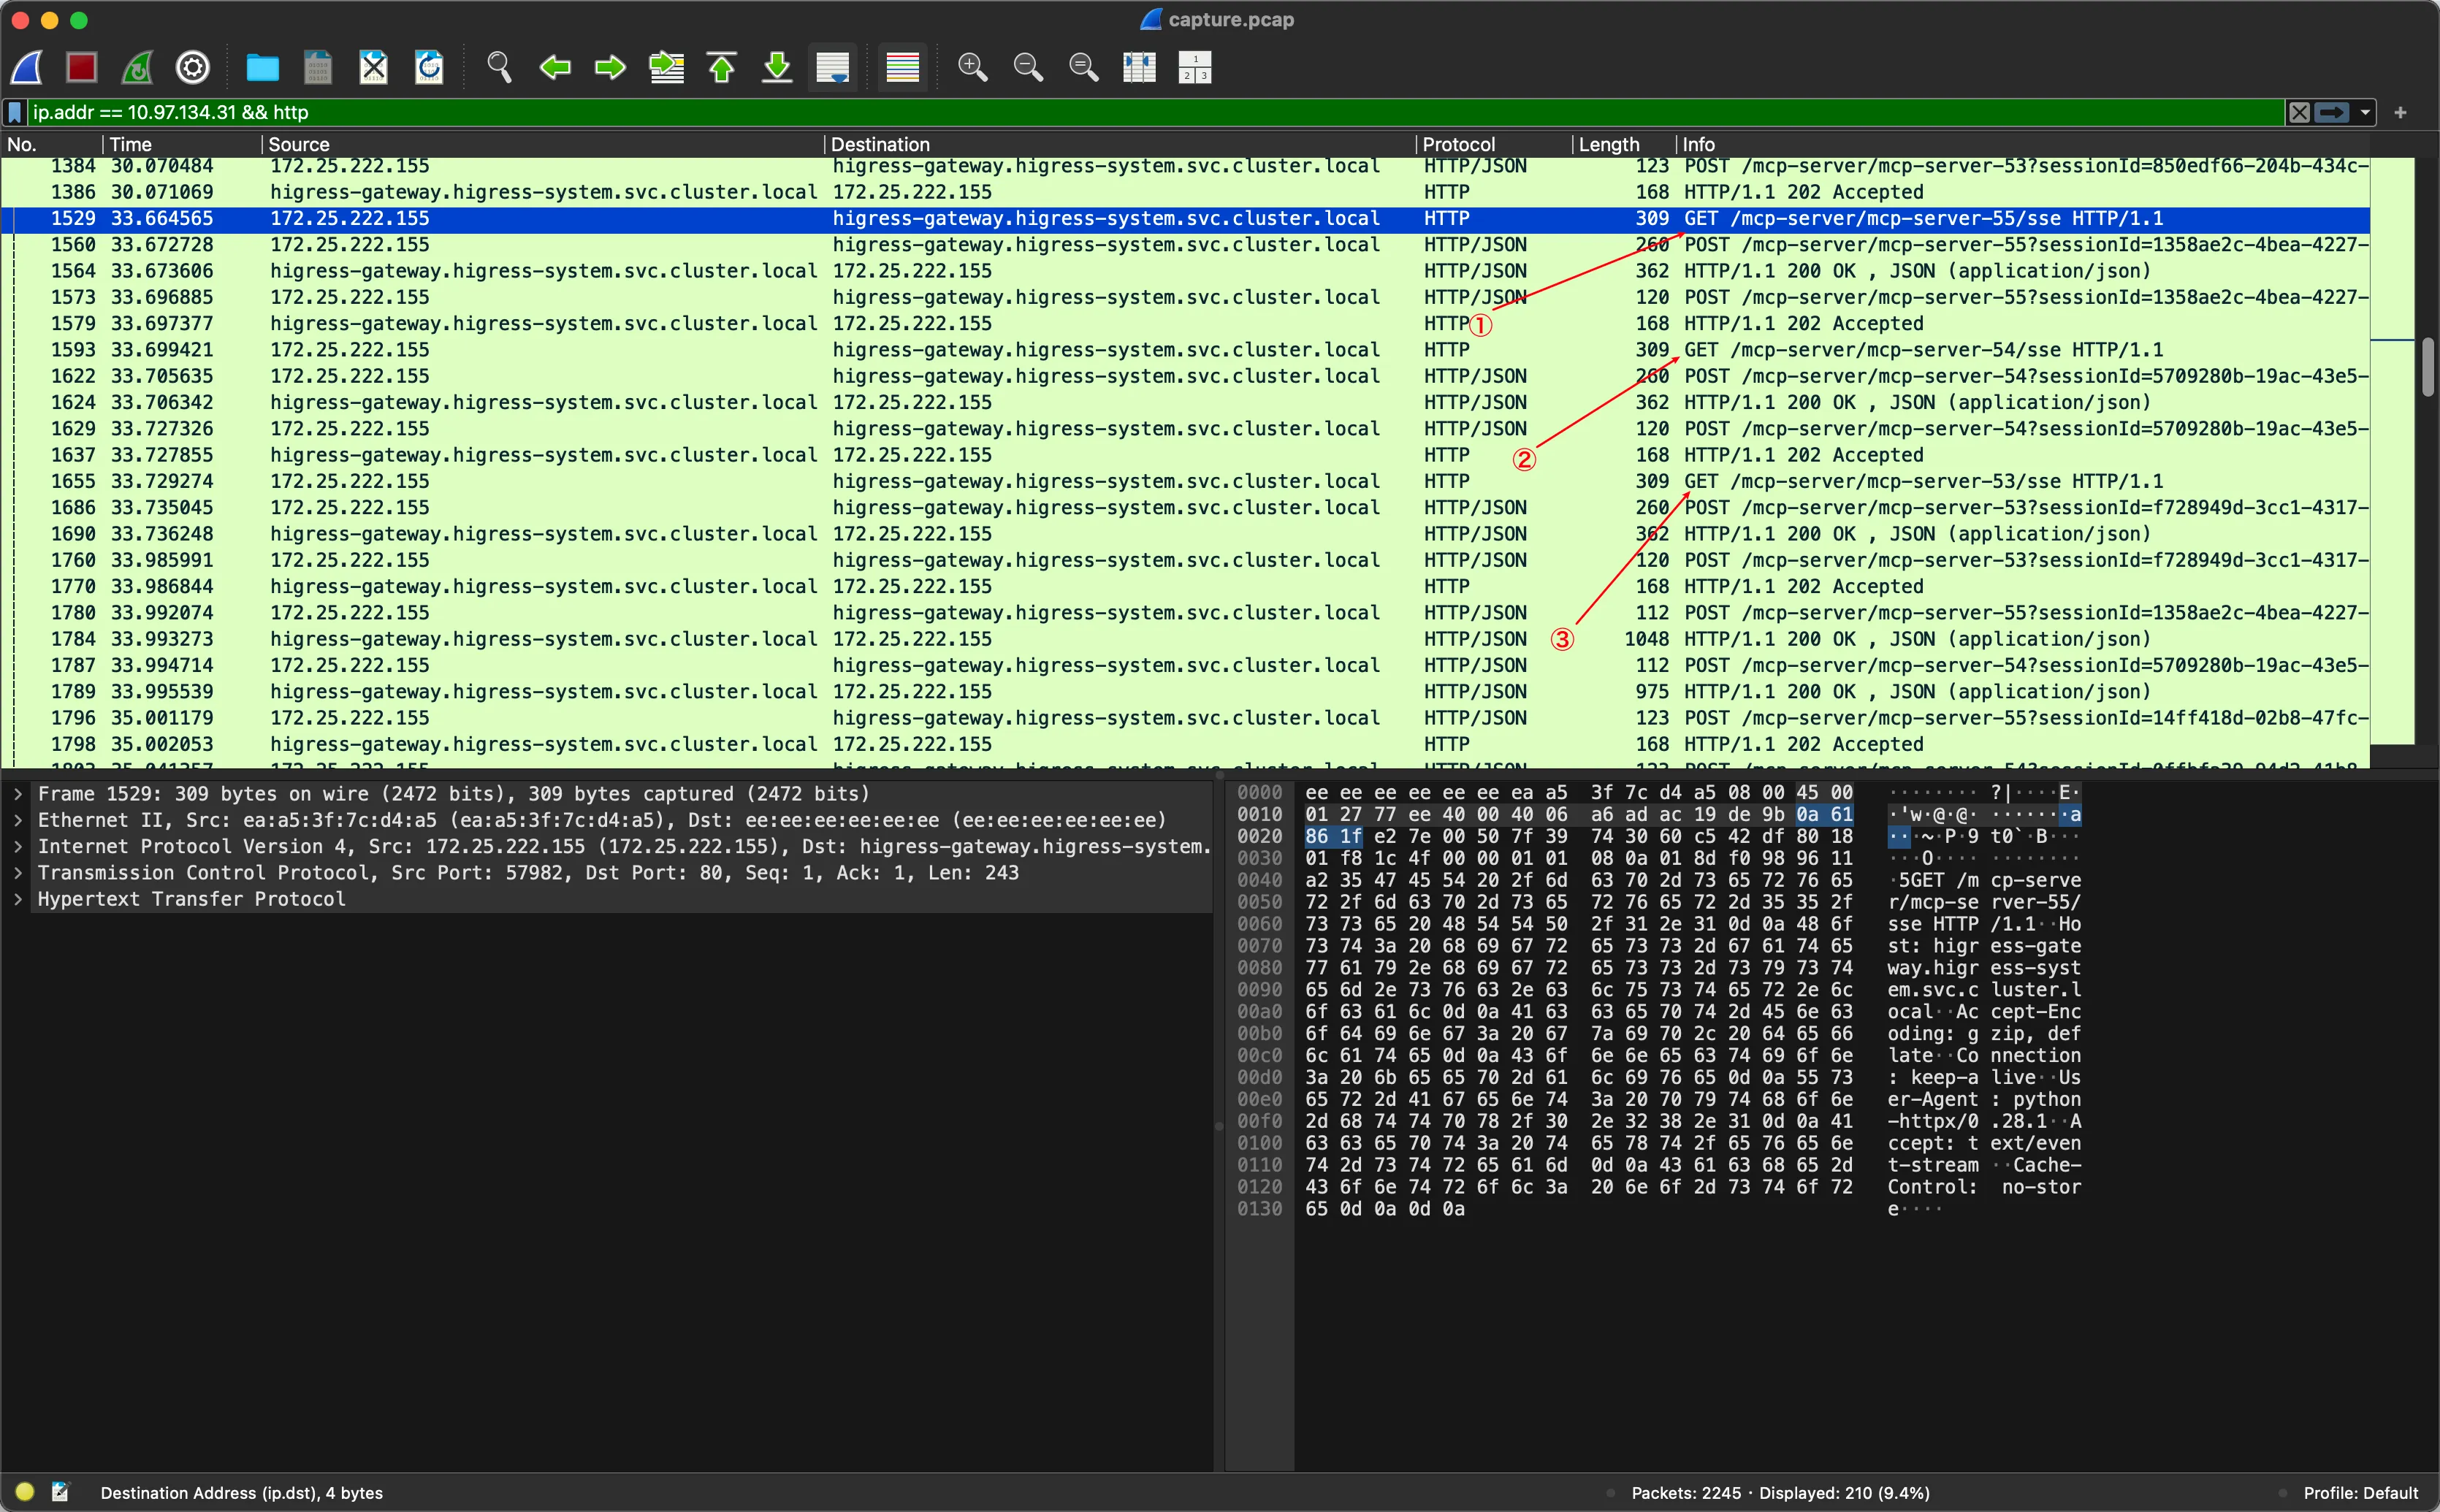 capture.pcap
ip.addr == 10.97.134.31 && http
No. Time Source Destination Protocol Length Info
1384 30.070484 172.25.222.155 higress-gateway.higress-system.svc.cluster.local HTTP/JSON 123 POST /mcp-server/mcp-server-53?sessionId=850edf66-204b-434c-
1386 30.071069 higress-gateway.higress-system.svc.cluster.local 172.25.222.155 HTTP 168 HTTP/1.1 202 Accepted
1529 33.664565 172.25.222.155 higress-gateway.higress-system.svc.cluster.local HTTP 309 GET /mcp-server/mcp-server-55/sse HTTP/1.1
1560 33.672728 172.25.222.155 higress-gateway.higress-system.svc.cluster.local HTTP/JSON 260 POST /mcp-server/mcp-server-55?sessionId=1358ae2c-4bea-4227-
1564 33.673606 higress-gateway.higress-system.svc.cluster.local 172.25.222.155 HTTP/JSON 362 HTTP/1.1 200 OK , JSON (application/json)
1573 33.696885 172.25.222.155 higress-gateway.higress-system.svc.cluster.local HTTP/JSON 120 POST /mcp-server/mcp-server-55?sessionId=1358ae2c-4bea-4227-
1579 33.697377 higress-gateway.higress-system.svc.cluster.local 172.25.222.155 HTTP ① 168 HTTP/1.1 202 Accepted
1593 33.699421 172.25.222.155 higress-gateway.higress-system.svc.cluster.local HTTP 309 GET /mcp-server/mcp-server-54/sse HTTP/1.1
1622 33.705635 172.25.222.155 higress-gateway.higress-system.svc.cluster.local HTTP/JSON 260 POST /mcp-server/mcp-server-54?sessionId=5709280b-19ac-43e5-
1624 33.706342 higress-gateway.higress-system.svc.cluster.local 172.25.222.155 HTTP/JSON 362 HTTP/1.1 200 OK , JSON (application/json)
1629 33.727326 172.25.222.155 higress-gateway.higress-system.svc.cluster.local HTTP/JSON 120 POST /mcp-server/mcp-server-54?sessionId=5709280b-19ac-43e5-
1637 33.727855 higress-gateway.higress-system.svc.cluster.local 172.25.222.155 HTTP ② 168 HTTP/1.1 202 Accepted
1655 33.729274 172.25.222.155 higress-gateway.higress-system.svc.cluster.local HTTP 309 GET /mcp-server/mcp-server-53/sse HTTP/1.1
1686 33.735045 172.25.222.155 higress-gateway.higress-system.svc.cluster.local HTTP/JSON 260 POST /mcp-server/mcp-server-53?sessionId=f728949d-3cc1-4317-
1690 33.736248 higress-gateway.higress-system.svc.cluster.local 172.25.222.155 HTTP/JSON 362 HTTP/1.1 200 OK , JSON (application/json)
1760 33.985991 172.25.222.155 higress-gateway.higress-system.svc.cluster.local HTTP/JSON 120 POST /mcp-server/mcp-server-53?sessionId=f728949d-3cc1-4317-
1770 33.986844 higress-gateway.higress-system.svc.cluster.local 172.25.222.155 HTTP 168 HTTP/1.1 202 Accepted
1780 33.992074 172.25.222.155 higress-gateway.higress-system.svc.cluster.local HTTP/JSON 112 POST /mcp-server/mcp-server-55?sessionId=1358ae2c-4bea-4227-
1784 33.993273 higress-gateway.higress-system.svc.cluster.local 172.25.222.155 HTTP/JSON ③ 1048 HTTP/1.1 200 OK , JSON (application/json)
1787 33.994714 172.25.222.155 higress-gateway.higress-system.svc.cluster.local HTTP/JSON 112 POST /mcp-server/mcp-server-54?sessionId=5709280b-19ac-43e5-
1789 33.995539 higress-gateway.higress-system.svc.cluster.local 172.25.222.155 HTTP/JSON 975 HTTP/1.1 200 OK , JSON (application/json)
1796 35.001179 172.25.222.155 higress-gateway.higress-system.svc.cluster.local HTTP/JSON 123 POST /mcp-server/mcp-server-55?sessionId=14ff418d-02b8-47fc-
1798 35.002053 higress-gateway.higress-system.svc.cluster.local 172.25.222.155 HTTP 168 HTTP/1.1 202 Accepted
Frame 1529: 309 bytes on wire (2472 bits), 309 bytes captured (2472 bits)
Ethernet II, Src: ea:a5:3f:7c:d4:a5 (ea:a5:3f:7c:d4:a5), Dst: ee:ee:ee:ee:ee:ee (ee:ee:ee:ee:ee:ee)
Internet Protocol Version 4, Src: 172.25.222.155 (172.25.222.155), Dst: higress-gateway.higress-system.
Transmission Control Protocol, Src Port: 57982, Dst Port: 80, Seq: 1, Ack: 1, Len: 243
Hypertext Transfer Protocol
0000 ee ee ee ee ee ee ea a5 3f 7c d4 a5 08 00 45 00 ········ ?|····E·
0010 01 27 77 ee 40 00 40 06 a6 ad ac 19 de 9b 0a 61 ·'w·@·@· ·······a
0020 86 1f e2 7e 00 50 7f 39 74 30 60 c5 42 df 80 18 ···~·P·9 t0`·B···
0030 01 f8 1c 4f 00 00 01 01 08 0a 01 8d f0 98 96 11 ···O···· ········
0040 a2 35 47 45 54 20 2f 6d 63 70 2d 73 65 72 76 65 ·5GET /m cp-serve
0050 72 2f 6d 63 70 2d 73 65 72 76 65 72 2d 35 35 2f r/mcp-se rver-55/
0060 73 73 65 20 48 54 54 50 2f 31 2e 31 0d 0a 48 6f sse HTTP /1.1··Ho
0070 73 74 3a 20 68 69 67 72 65 73 73 2d 67 61 74 65 st: higr ess-gate
0080 77 61 79 2e 68 69 67 72 65 73 73 2d 73 79 73 74 way.higr ess-syst
0090 65 6d 2e 73 76 63 2e 63 6c 75 73 74 65 72 2e 6c em.svc.c luster.l
00a0 6f 63 61 6c 0d 0a 41 63 63 65 70 74 2d 45 6e 63 ocal··Ac cept-Enc
00b0 6f 64 69 6e 67 3a 20 67 7a 69 70 2c 20 64 65 66 oding: g zip, def
00c0 6c 61 74 65 0d 0a 43 6f 6e 6e 65 63 74 69 6f 6e late··Co nnection
00d0 3a 20 6b 65 65 70 2d 61 6c 69 76 65 0d 0a 55 73 : keep-a live··Us
00e0 65 72 2d 41 67 65 6e 74 3a 20 70 79 74 68 6f 6e er-Agent : python
00f0 2d 68 74 74 70 78 2f 30 2e 32 38 2e 31 0d 0a 41 -httpx/0 .28.1··A
0100 63 63 65 70 74 3a 20 74 65 78 74 2f 65 76 65 6e ccept: t ext/even
0110 74 2d 73 74 72 65 61 6d 0d 0a 43 61 63 68 65 2d t-stream ··Cache-
0120 43 6f 6e 74 72 6f 6c 3a 20 6e 6f 2d 73 74 6f 72 Control:  no-stor
0130 65 0d 0a 0d 0a e····
Destination Address (ip.dst), 4 bytes
Packets: 2245 · Displayed: 210 (9.4%)
Profile: Default